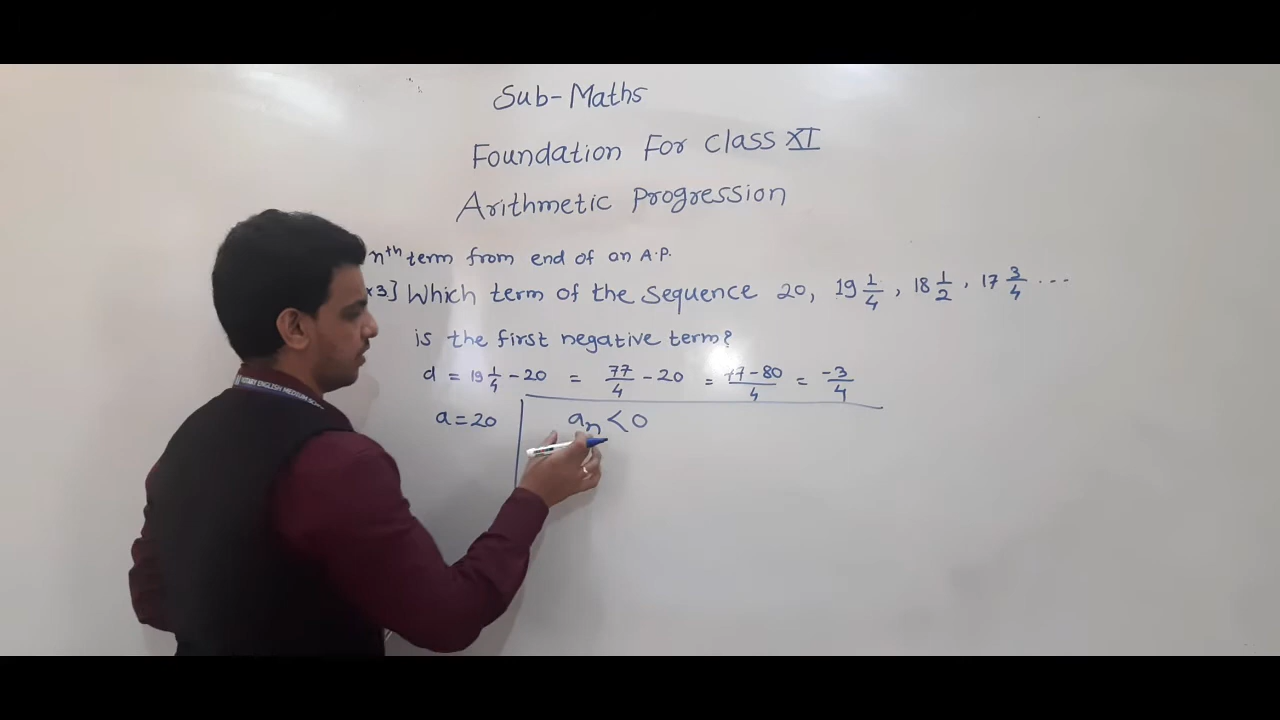 Sub-Maths
Foundation For Class XI
Arithmetic Progression
nth term from end of an A.P.
x3] Which term of the sequence 20, 19 1/4, 18 1/2, 17 3/4 ...
is the first negative term?
d = 19 1/4 - 20 = 77/4 - 20 = 77-80/4 = -3/4
a = 20
an < 0
ENGLISH MEDIUM